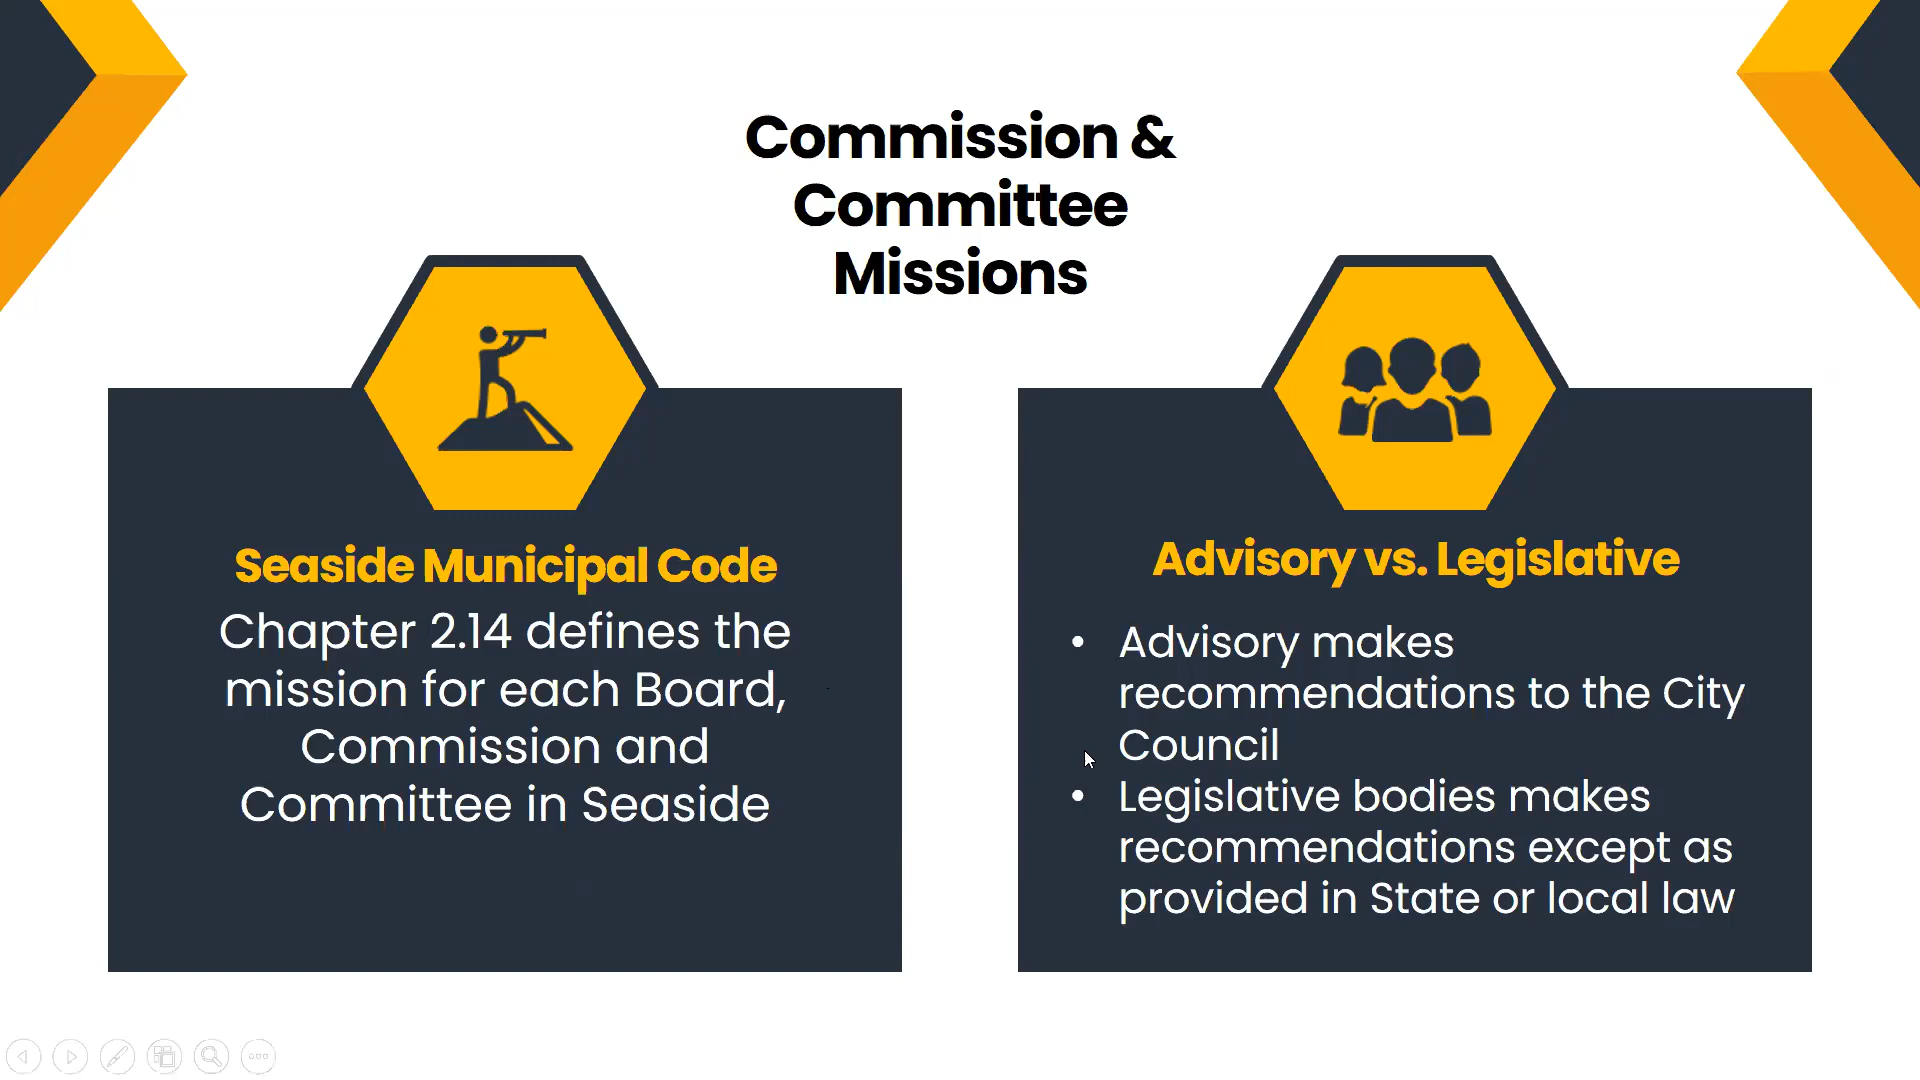 Commission &
Committee
Missions
Seaside Municipal Code
Chapter 2.14 defines the
mission for each Board,
Commission and
Committee in Seaside
Advisory vs. Legislative
• Advisory makes
recommendations to the City
Council
• Legislative bodies makes
recommendations except as
provided in State or local law